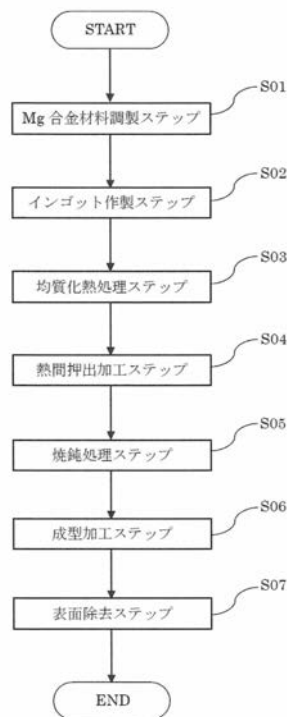 START
S01
Mg 合金材料調製ステップ
S02
インゴット作製ステップ
S03
均質化熱処理ステップ
S04
熱間押出加工ステップ
S05
焼鈍処理ステップ
S06
成型加工ステップ
S07
表面除去ステップ
END